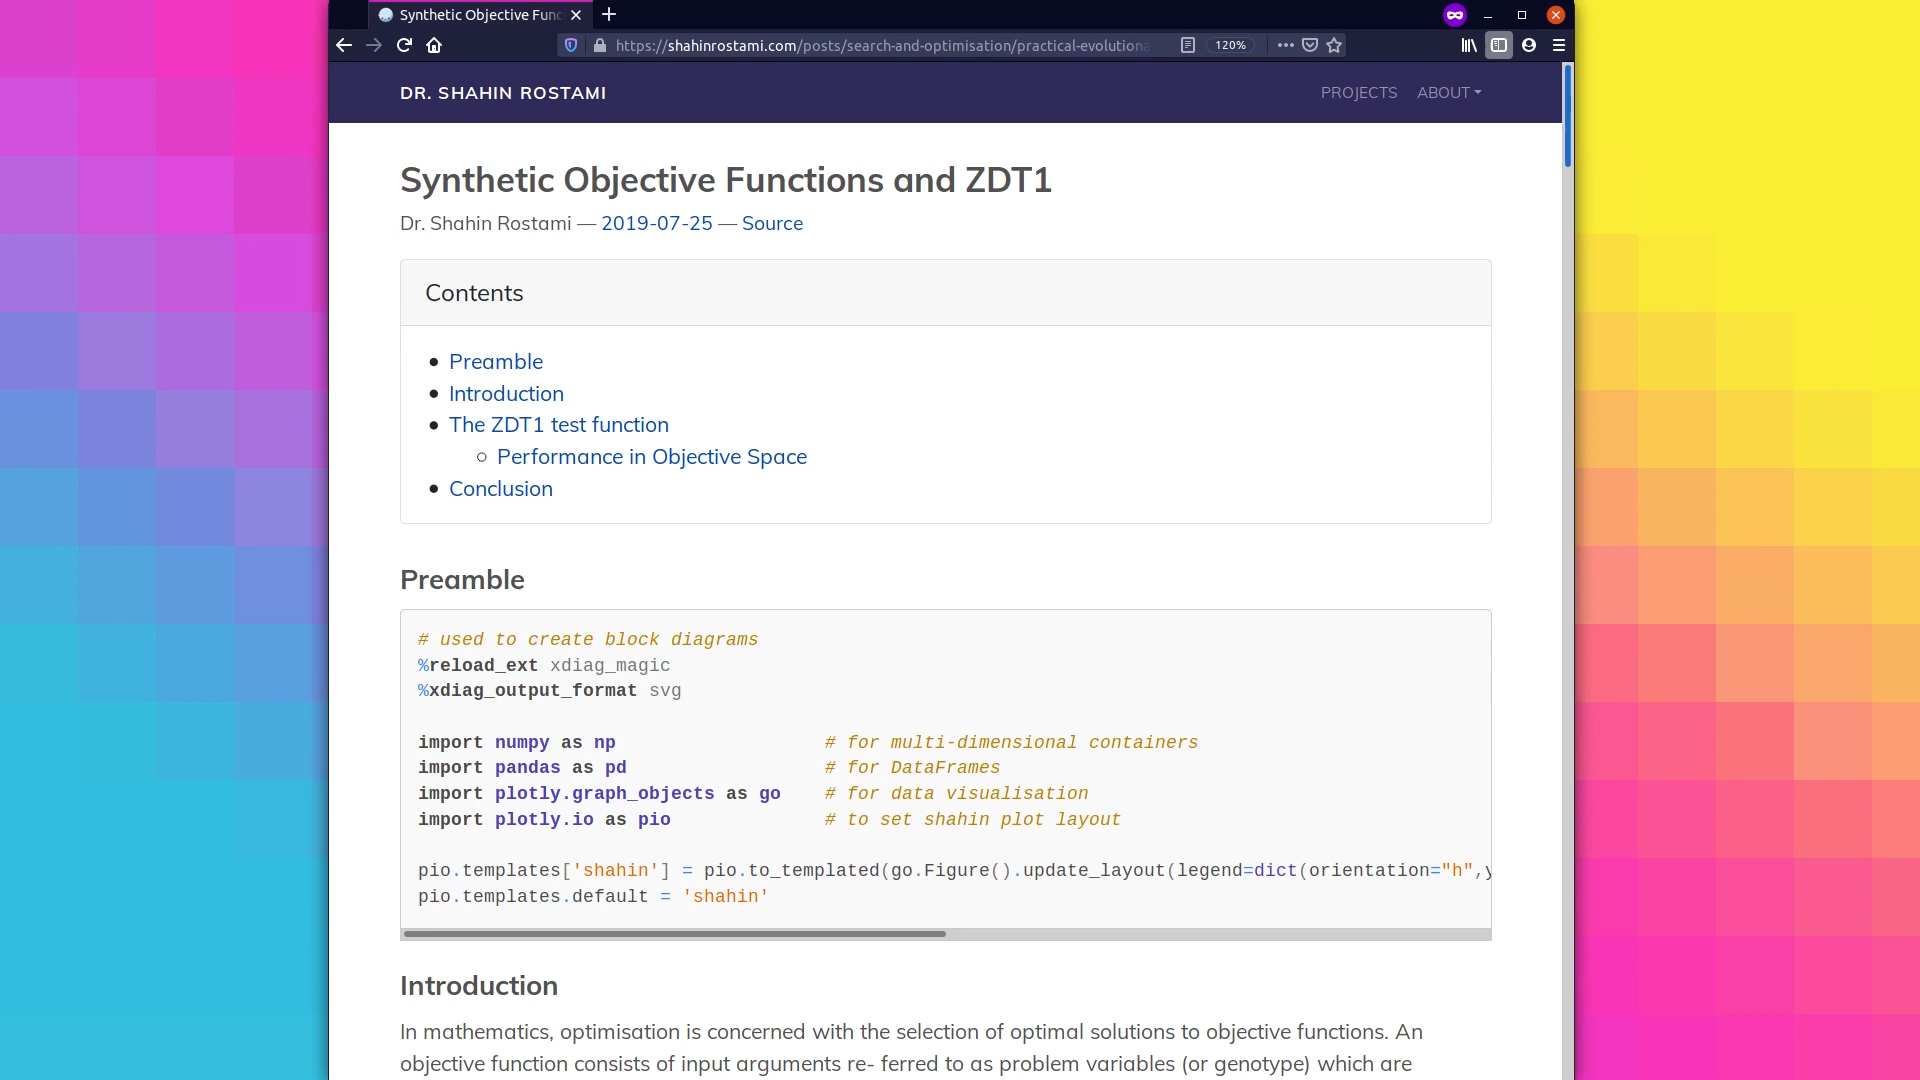 Synthetic Objective Func
https://shahinrostami.com/posts/search-and-optimisation/practical-evolutiona
120%
DR. SHAHIN ROSTAMI
PROJECTS ABOUT
Synthetic Objective Functions and ZDT1
Dr. Shahin Rostami — 2019-07-25 — Source
Contents
Preamble
Introduction
The ZDT1 test function
Performance in Objective Space
Conclusion
Preamble
# used to create block diagrams
%reload_ext xdiag_magic
%xdiag_output_format svg
import numpy as np # for multi-dimensional containers
import pandas as pd # for DataFrames
import plotly.graph_objects as go # for data visualisation
import plotly.io as pio # to set shahin plot layout
pio.templates['shahin'] = pio.to_templated(go.Figure().update_layout(legend=dict(orientation="h",y
pio.templates.default = 'shahin'
Introduction
In mathematics, optimisation is concerned with the selection of optimal solutions to objective functions. An
objective function consists of input arguments re- ferred to as problem variables (or genotype) which are